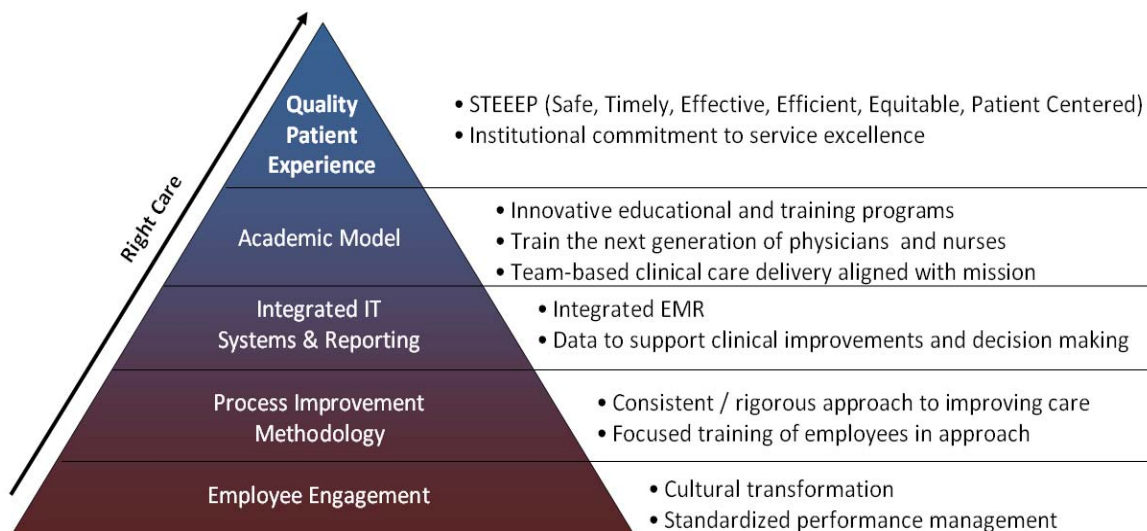 Right Care
Quality
Patient
Experience
• STEEEP (Safe, Timely, Effective, Efficient, Equitable, Patient Centered)
• Institutional commitment to service excellence
Academic Model
• Innovative educational and training programs
• Train the next generation of physicians and nurses
• Team-based clinical care delivery aligned with mission
Integrated IT
Systems & Reporting
• Integrated EMR
• Data to support clinical improvements and decision making
Process Improvement
Methodology
• Consistent / rigorous approach to improving care
• Focused training of employees in approach
Employee Engagement
• Cultural transformation
• Standardized performance management